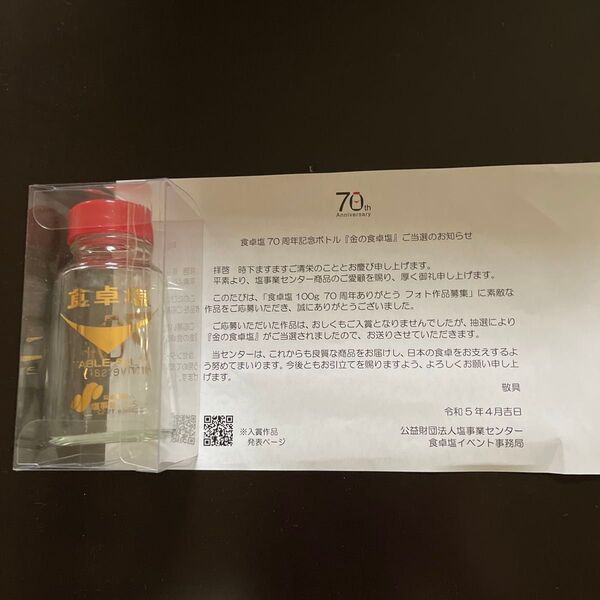 70th
Anniversary
食卓塩70周年記念ボトル『金の食卓塩』ご当選のお知らせ
拝啓 時下ますますご清栄のこととお慶び申し上げます。
平素より、塩事業センター商品のご愛顧を賜り、厚く御礼申し上げます。
このたびは、「食卓塩100g 70周年ありがとう フォト作品募集」に素敵な
作品をご応募いただき、誠にありがとうございました。
ご応募いただいた作品は、おしくもご入賞となりませんでしたが、抽選により
『金の食卓塩』が当選されましたので、お送りさせていただきます。
当センターは、これからも良質な商品をお届けし、日本の食卓をお支えするよ
う努めてまいります。今後ともお引立てを賜りますよう、よろしくお願い申し上
げます。
敬具
令和5年4月吉日
公益財団法人塩事業センター
食卓塩イベント事務局
※入賞作品
発表ページ
食卓塩